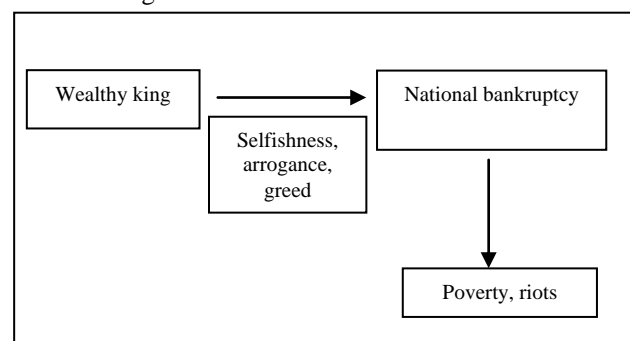 Wealthy king
National bankruptcy
Selfishness,
arrogance,
greed
Poverty, riots